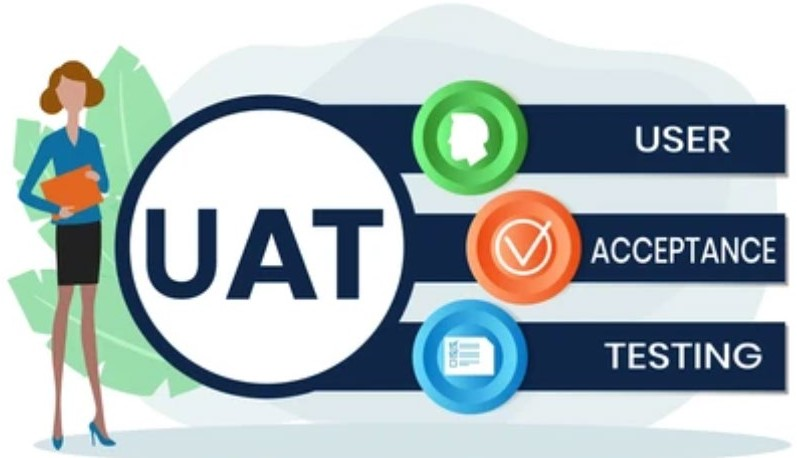 UAT
USER
ACCEPTANCE
TESTING